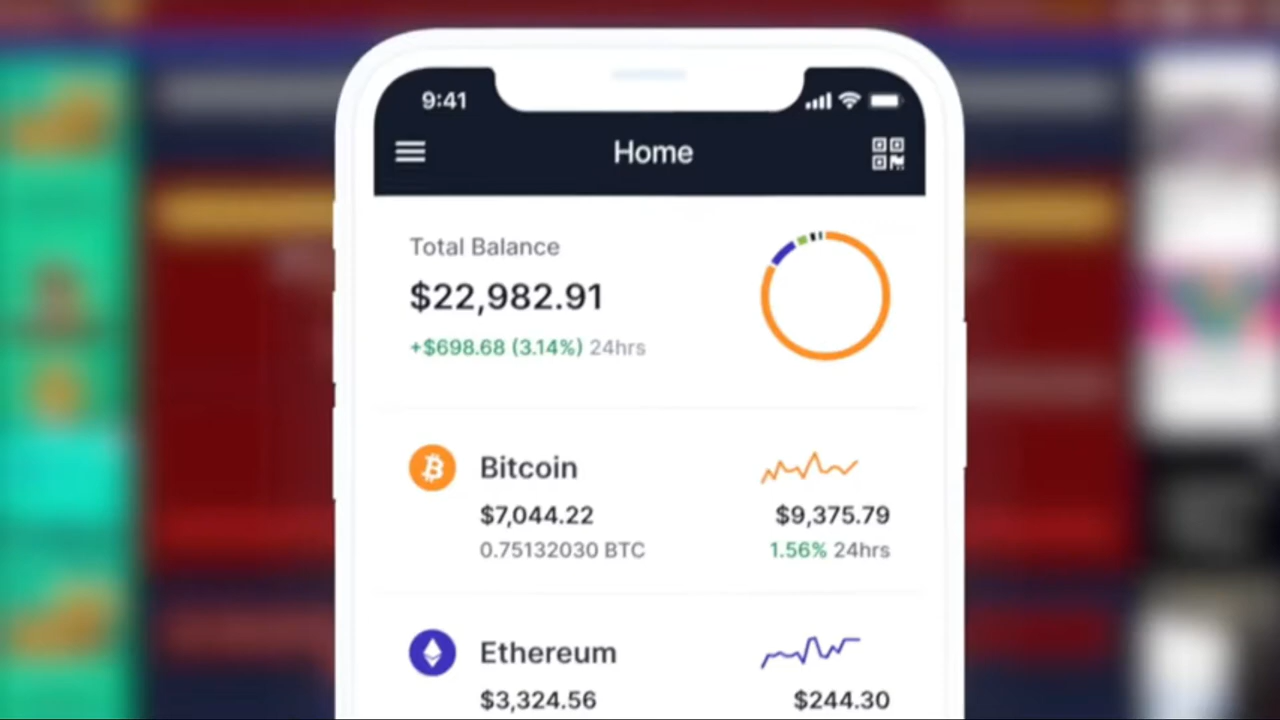 9:41
Home
Total Balance
$22,982.91
+$698.68 (3.14%) 24hrs
Bitcoin
$7,044.22 $9,375.79
0.75132030 BTC 1.56% 24hrs
Ethereum
$3,324.56 $244.30